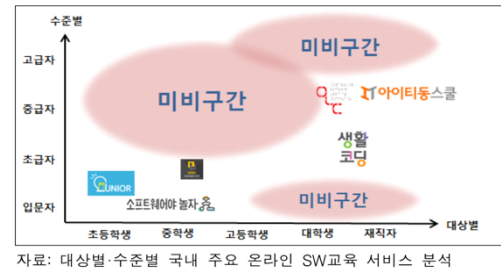 수준별
고급자
미비구간
중급자
미비구간
IT아이티동스쿨
초급자
생활
코딩
JUNIOR
소프트웨어야 놀자
입문자
미비구간
초등학생 중학생 고등학생 대학생 재직자
대상별
자료: 대상별·수준별 국내 주요 온라인 SW교육 서비스 분석